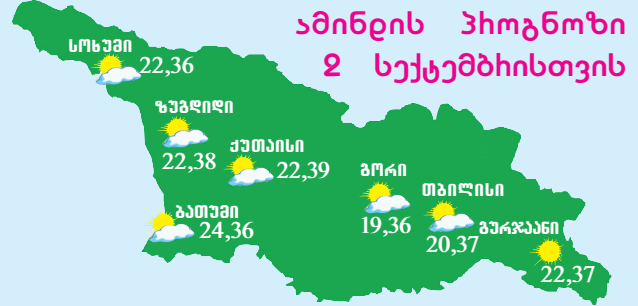 ამინდის პროგნოზი
2 სექტემბრისთვის
სოხუმი
22,36
ზუგდიდი
22,38
ქუთაისი
22,39
გორი
19,36
თბილისი
20,37
ბათუმი
24,36
გურჯაანი
22,37